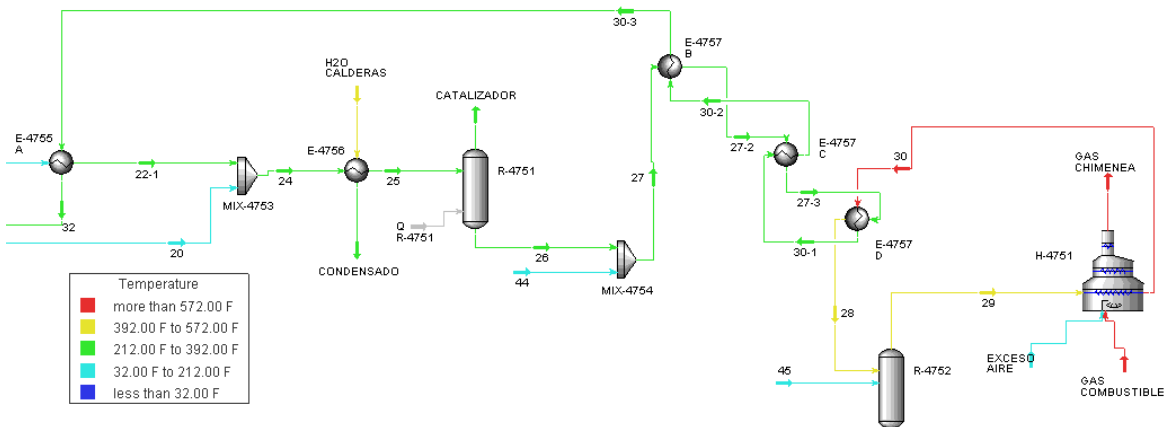 30-3
E-4757
B
H2O
CALDERAS
CATALIZADOR
30-2
E-4755
A
E-4756
27-2
E-4757
C
30
GAS
CHIMENEA
22-1
24
25
R-4751
27
MIX-4753
27-3
32
Q
R-4751
20
26
30-1
E-4757
D
H-4751
CONDENSADO
44
MIX-4754
Temperature
more than 572.00 F
392.00 F to 572.00 F
212.00 F to 392.00 F
32.00 F to 212.00 F
less than 32.00 F
28
29
45
R-4752
EXCESO
AIRE
GAS
COMBUSTIBLE